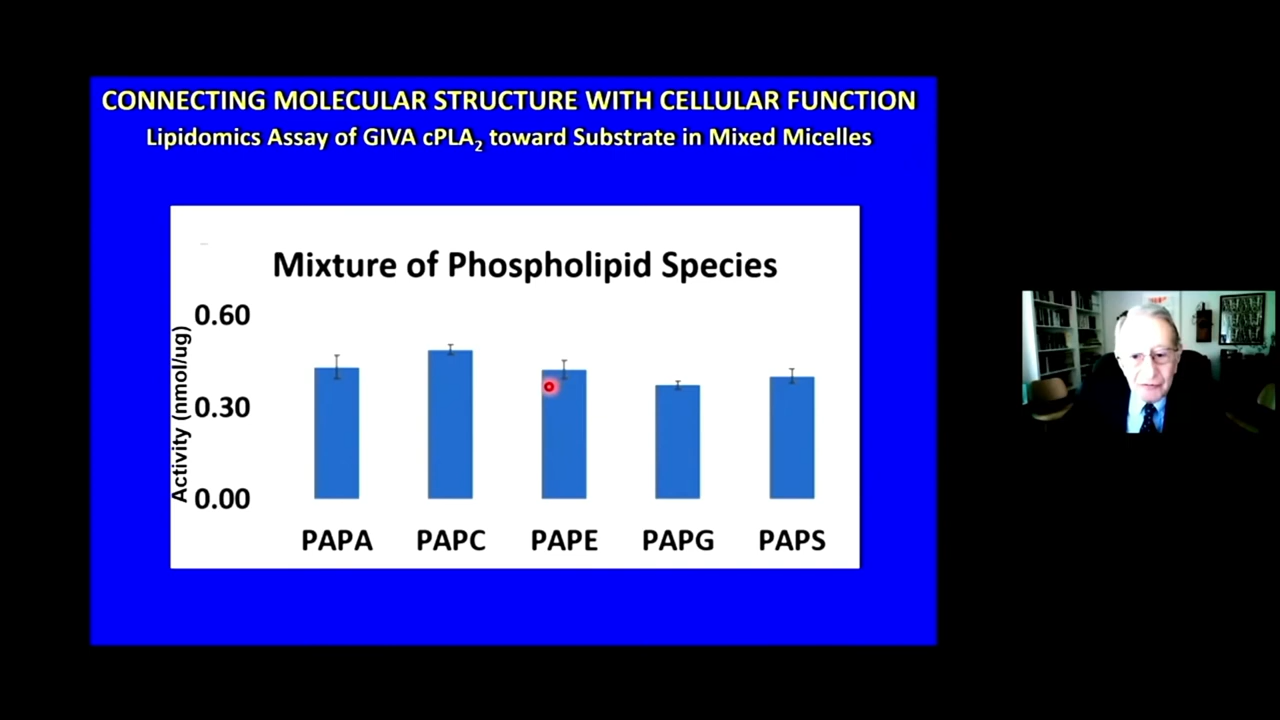 CONNECTING MOLECULAR STRUCTURE WITH CELLULAR FUNCTION
Lipidomics Assay of GIVA cPLA₂ toward Substrate in Mixed Micelles
Mixture of Phospholipid Species
Activity (nmol/ug)
0.60
0.30
0.00
PAPA PAPC PAPE PAPG PAPS